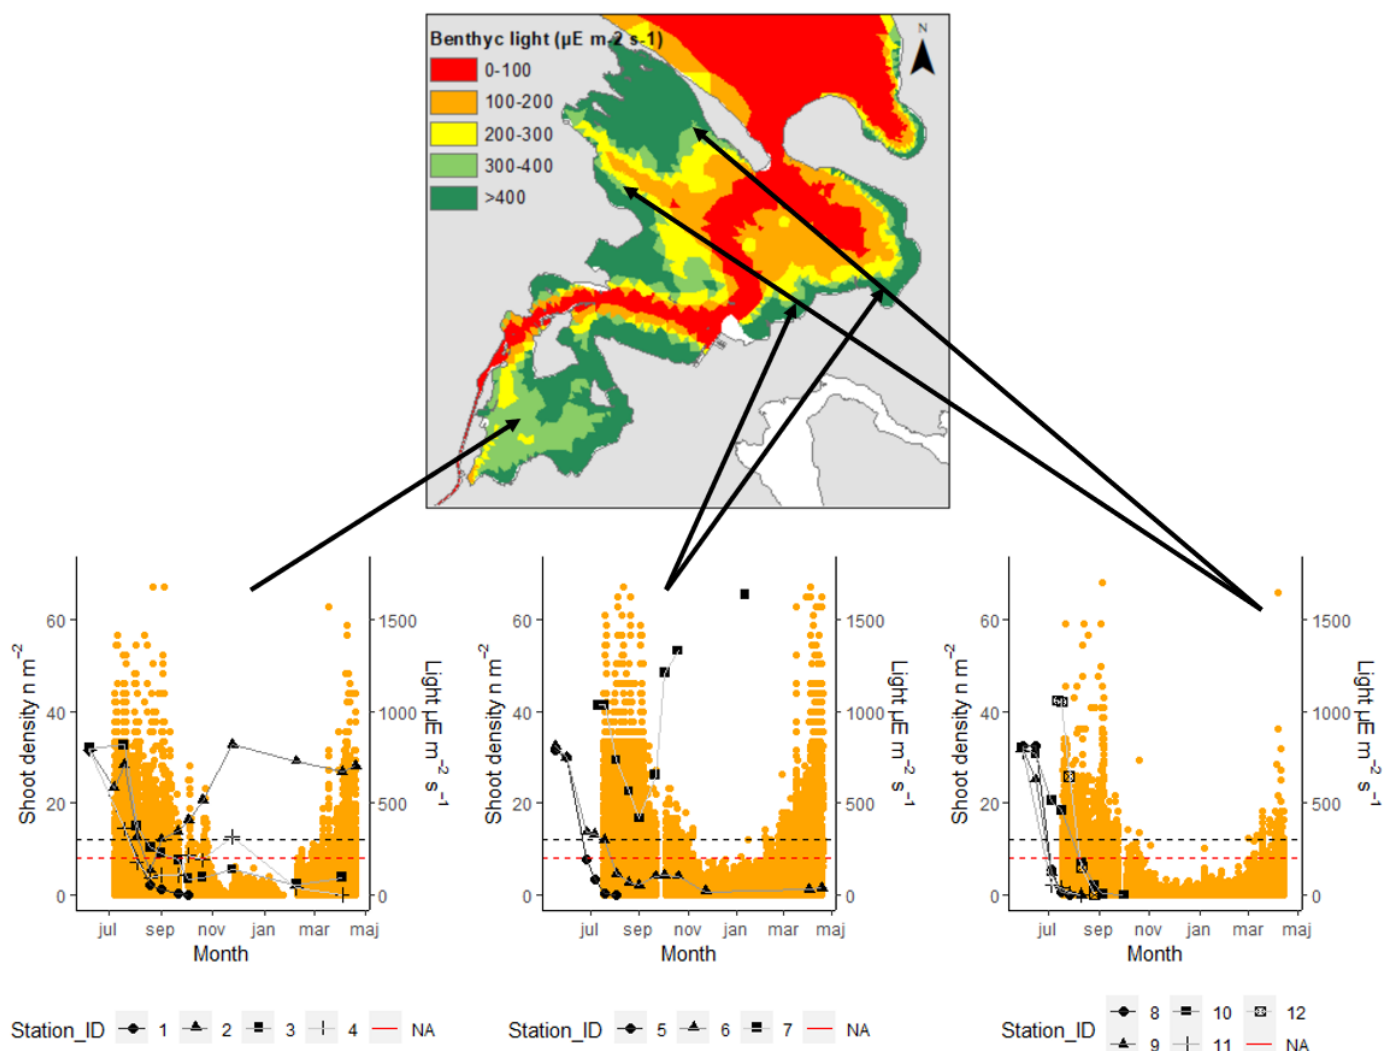 Benthyc light (µE m-2 s-1)
0-100
100-200
200-300
300-400
>400
N
Shoot density n m⁻²
60
40
20
0
1500
1000
500
0
Light µE m⁻² s⁻¹
jul sep nov jan mar maj
Month
Station_ID 1 2 3 4 NA
Shoot density n m⁻²
60
40
20
0
1500
1000
500
0
Light µE m⁻² s⁻¹
jul sep nov jan mar maj
Month
Station_ID 5 6 7 NA
Shoot density n m⁻²
60
40
20
0
1500
1000
500
0
Light µE m⁻² s⁻¹
jul sep nov jan mar maj
Month
Station_ID 8 10 12
9 11 NA